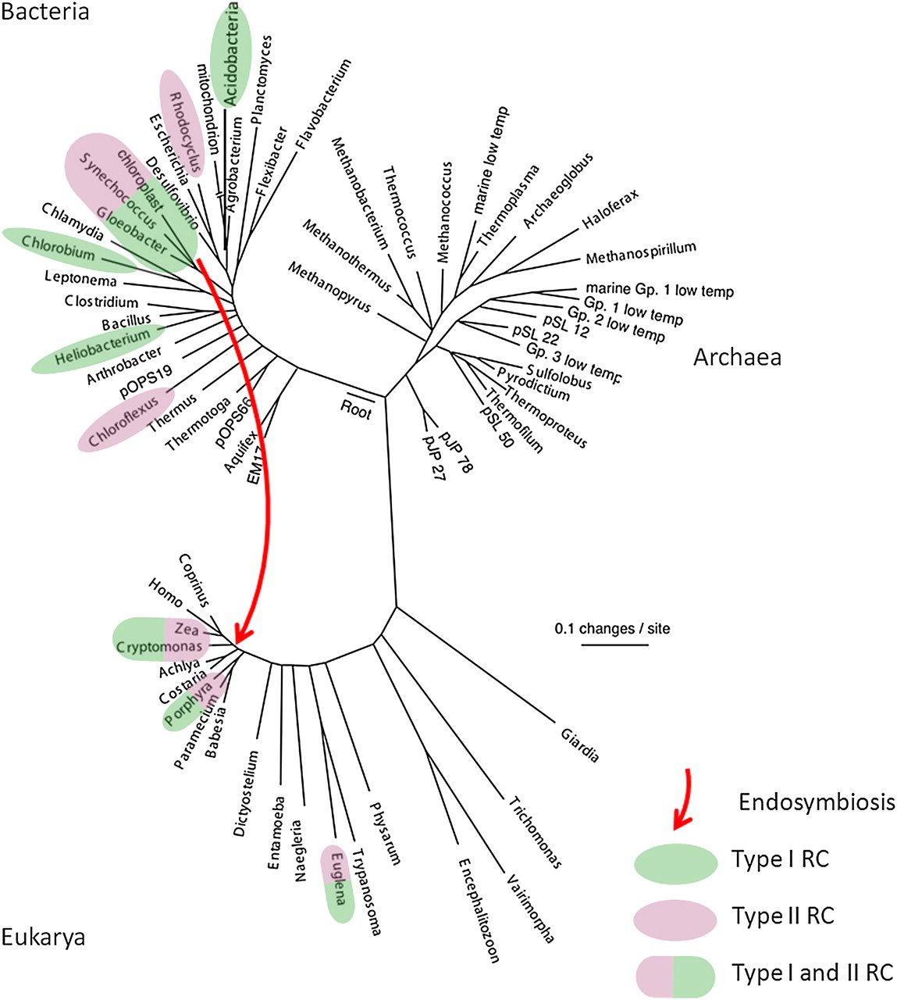 Bacteria
Acidobacteria
Planctomyces
mitochondrion
Rhodocyclus
Flavobacterium
Escherichia
Agrobacterium
Flexibacter
chloroplast
Desulfovibrio
Synechococcus
Gloeobacter
Chlamydia
Chlorobium
Leptonema
Clostridium
Bacillus
Heliobacterium
Arthrobacter
pOPS19
Chloroflexus
Thermus
Thermotoga
pOPS66
Aquifex
EM17
Root
Methanobacterium
Thermococcus
Methanococcus
marine low temp
Thermoplasma
Archaeoglobus
Haloferax
Methanothermus
Methanopyrus
Methanospirillum
marine Gp. 1 low temp
Gp. 1 low temp
Gp. 2 low temp
pSL 12
pSL 22
Gp. 3 low temp
Sulfolobus
Pyrodictium
Thermoproteus
Thermofilum
pSL 50
pJP 78
pJP 27
Archaea
Coprinus
Homo
Zea
Cryptomonas
Achlya
Costaria
Porphyra
Paramecium
Babesia
Dictyostelium
Entamoeba
Naegleria
Euglena
Trypanosoma
Physarum
Encephalitozoon
Vairimorpha
Trichomonas
Giardia
0.1 changes / site
Eukarya
Endosymbiosis
Type I RC
Type II RC
Type I and II RC